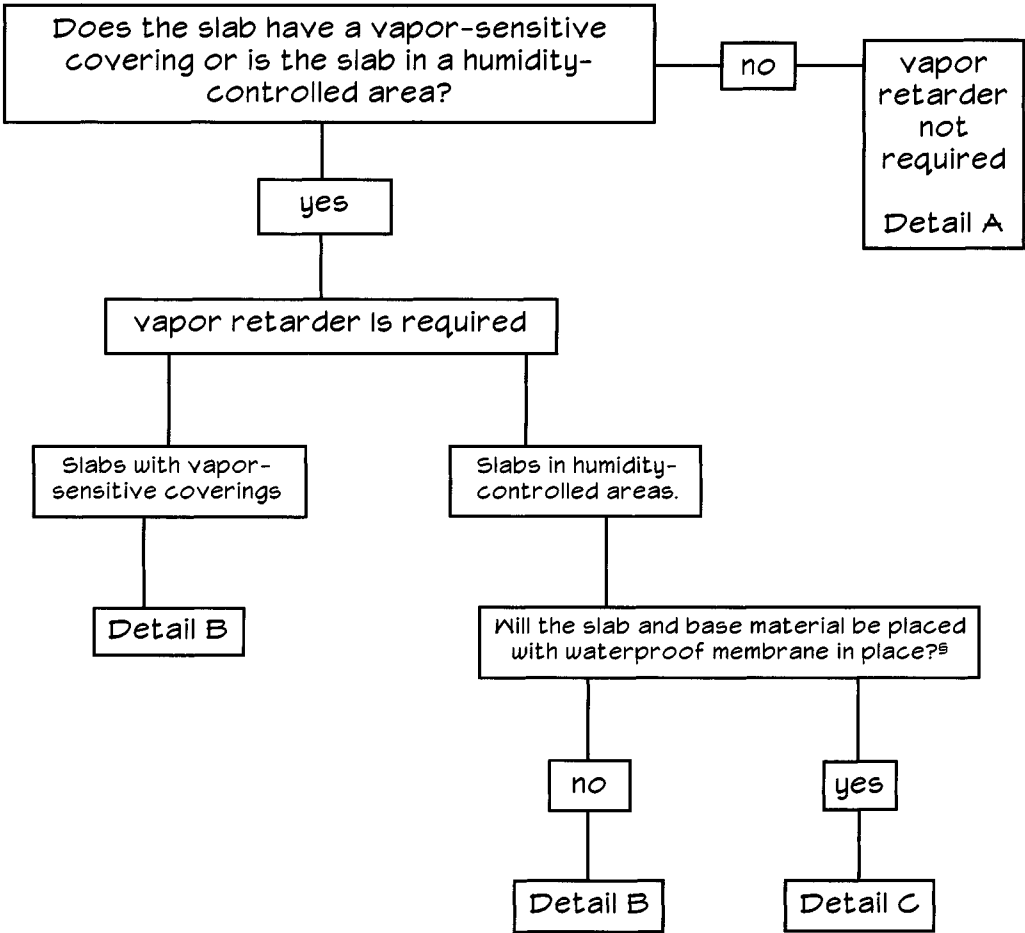 Does the slab have a vapor-sensitive
covering or is the slab in a humidity-
controlled area?
no
vapor
retarder
not
required
Detail A
yes
vapor retarder Is required
Slabs with vapor-
sensitive coverings
Slabs in humidity-
controlled areas.
Detail B
Will the slab and base material be placed
with waterproof membrane in place?§
no
yes
Detail B
Detail C